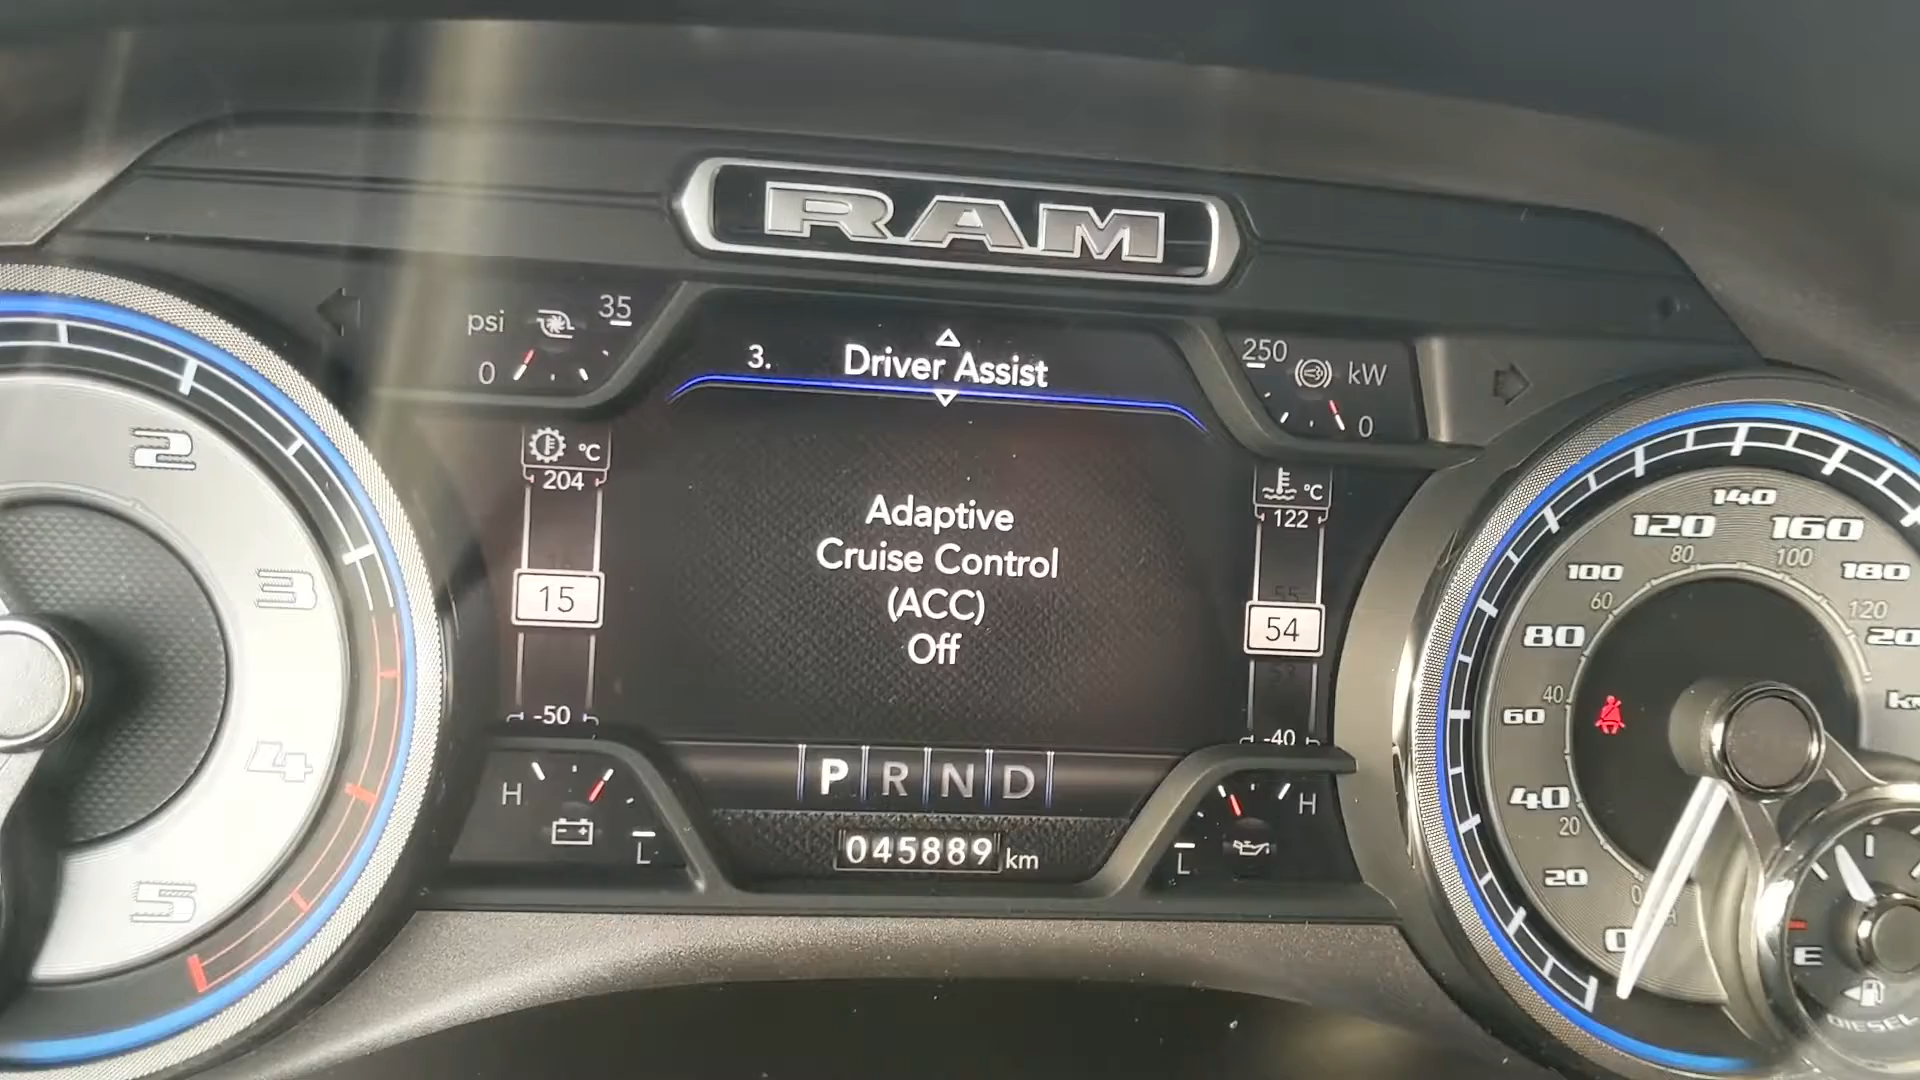 RAM
psi
35
0
3. Driver Assist
250
kW
0
°C
204
15
-50
Adaptive
Cruise Control
(ACC)
Off
°C
122
54
-40
P R N D
045889 km
H
L
L
H
2
3
4
5
0
20
40
60
80
100
120
140
160
180
0
20
40
60
80
100
120
E
DIESEL